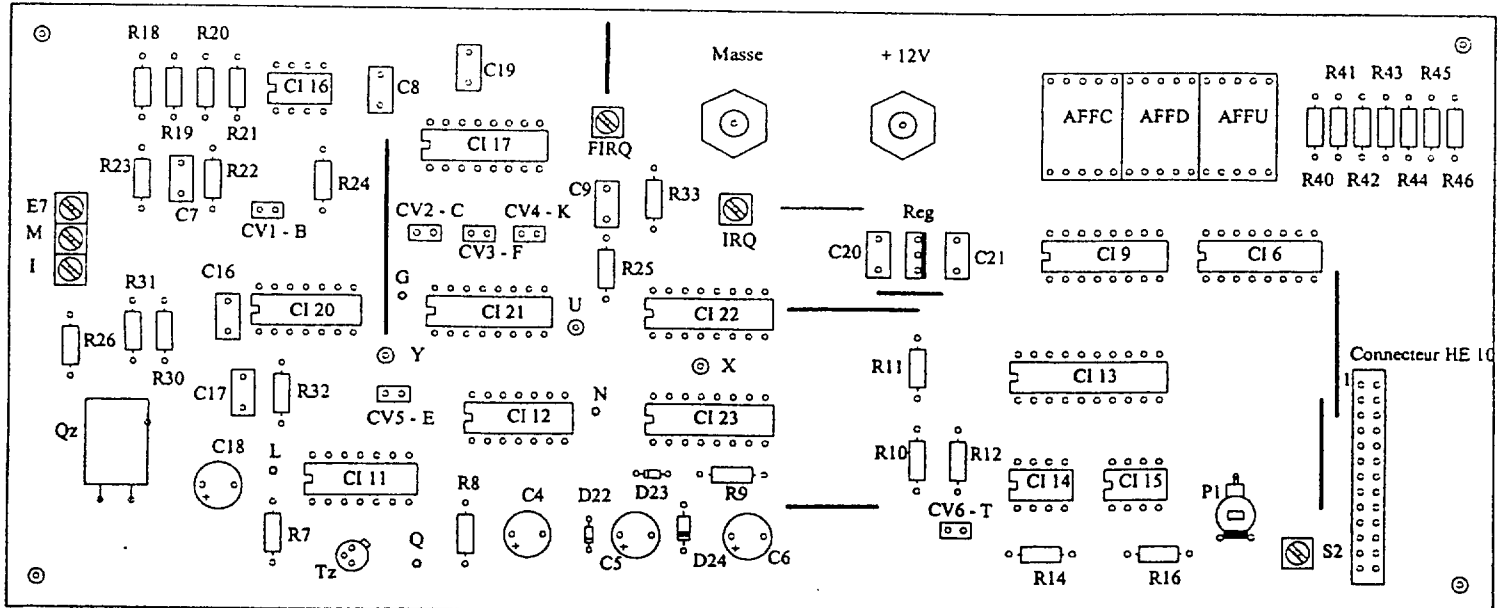 R18
R20
CI 16
C8
C19
Masse
+ 12V
R41
R43
R45
AFFC
AFFD
AFFU
R19
R21
CI 17
FIRQ
R23
C7
R22
R24
C9
R33
R40
R42
R44
R46
E7
M
I
CV1 - B
CV2 - C
CV3 - F
CV4 - K
IRQ
Reg
C20
C21
CI 9
CI 6
R25
R31
C16
CI 20
G
CI 21
U
CI 22
R26
R30
Y
X
R11
CI 13
Connecteur HE 10
1
C17
R32
CV5 - E
CI 12
N
CI 23
Qz
C18
L
CI 11
R10
R12
R8
C4
D22
D23
R9
CI 14
CI 15
P1
CV6 - T
R7
Tz
Q
C5
D24
C6
R14
R16
S2